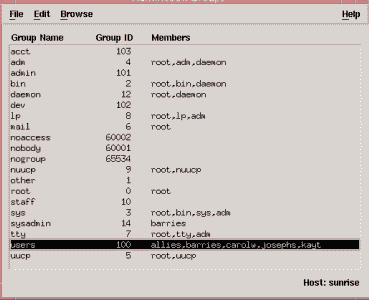 File Edit Browse Help
Group Name Group ID Members
acct 103
adm 4 root,adm,daemon
admin 101
bin 2 root,bin,daemon
daemon 12 root,daemon
dev 102
lp 8 root,lp,adm
mail 6 root
noaccess 60002
nobody 60001
nogroup 65534
nuucp 9 root,nuucp
other 1
root 0 root
staff 10
sys 3 root,bin,sys,adm
sysadmin 14 barries
tty 7 root,tty,adm
users 100 allies,barries,carolw,josephs,kayt
uucp 5 root,uucp
Host: sunrise